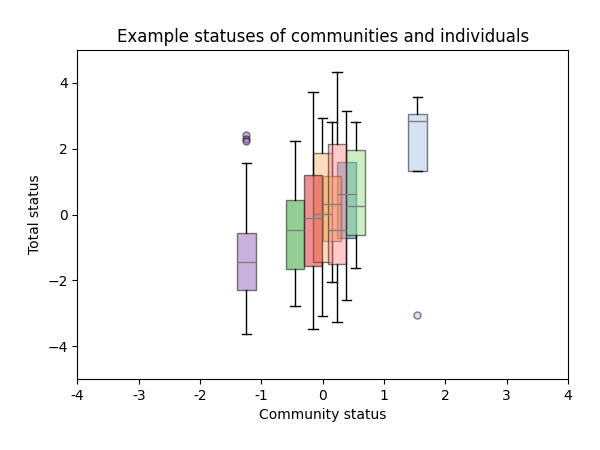 Example statuses of communities and individuals
4
2
0
−2
−4
Total status
-4 -3 -2 -1 0 1 2 3 4
Community status